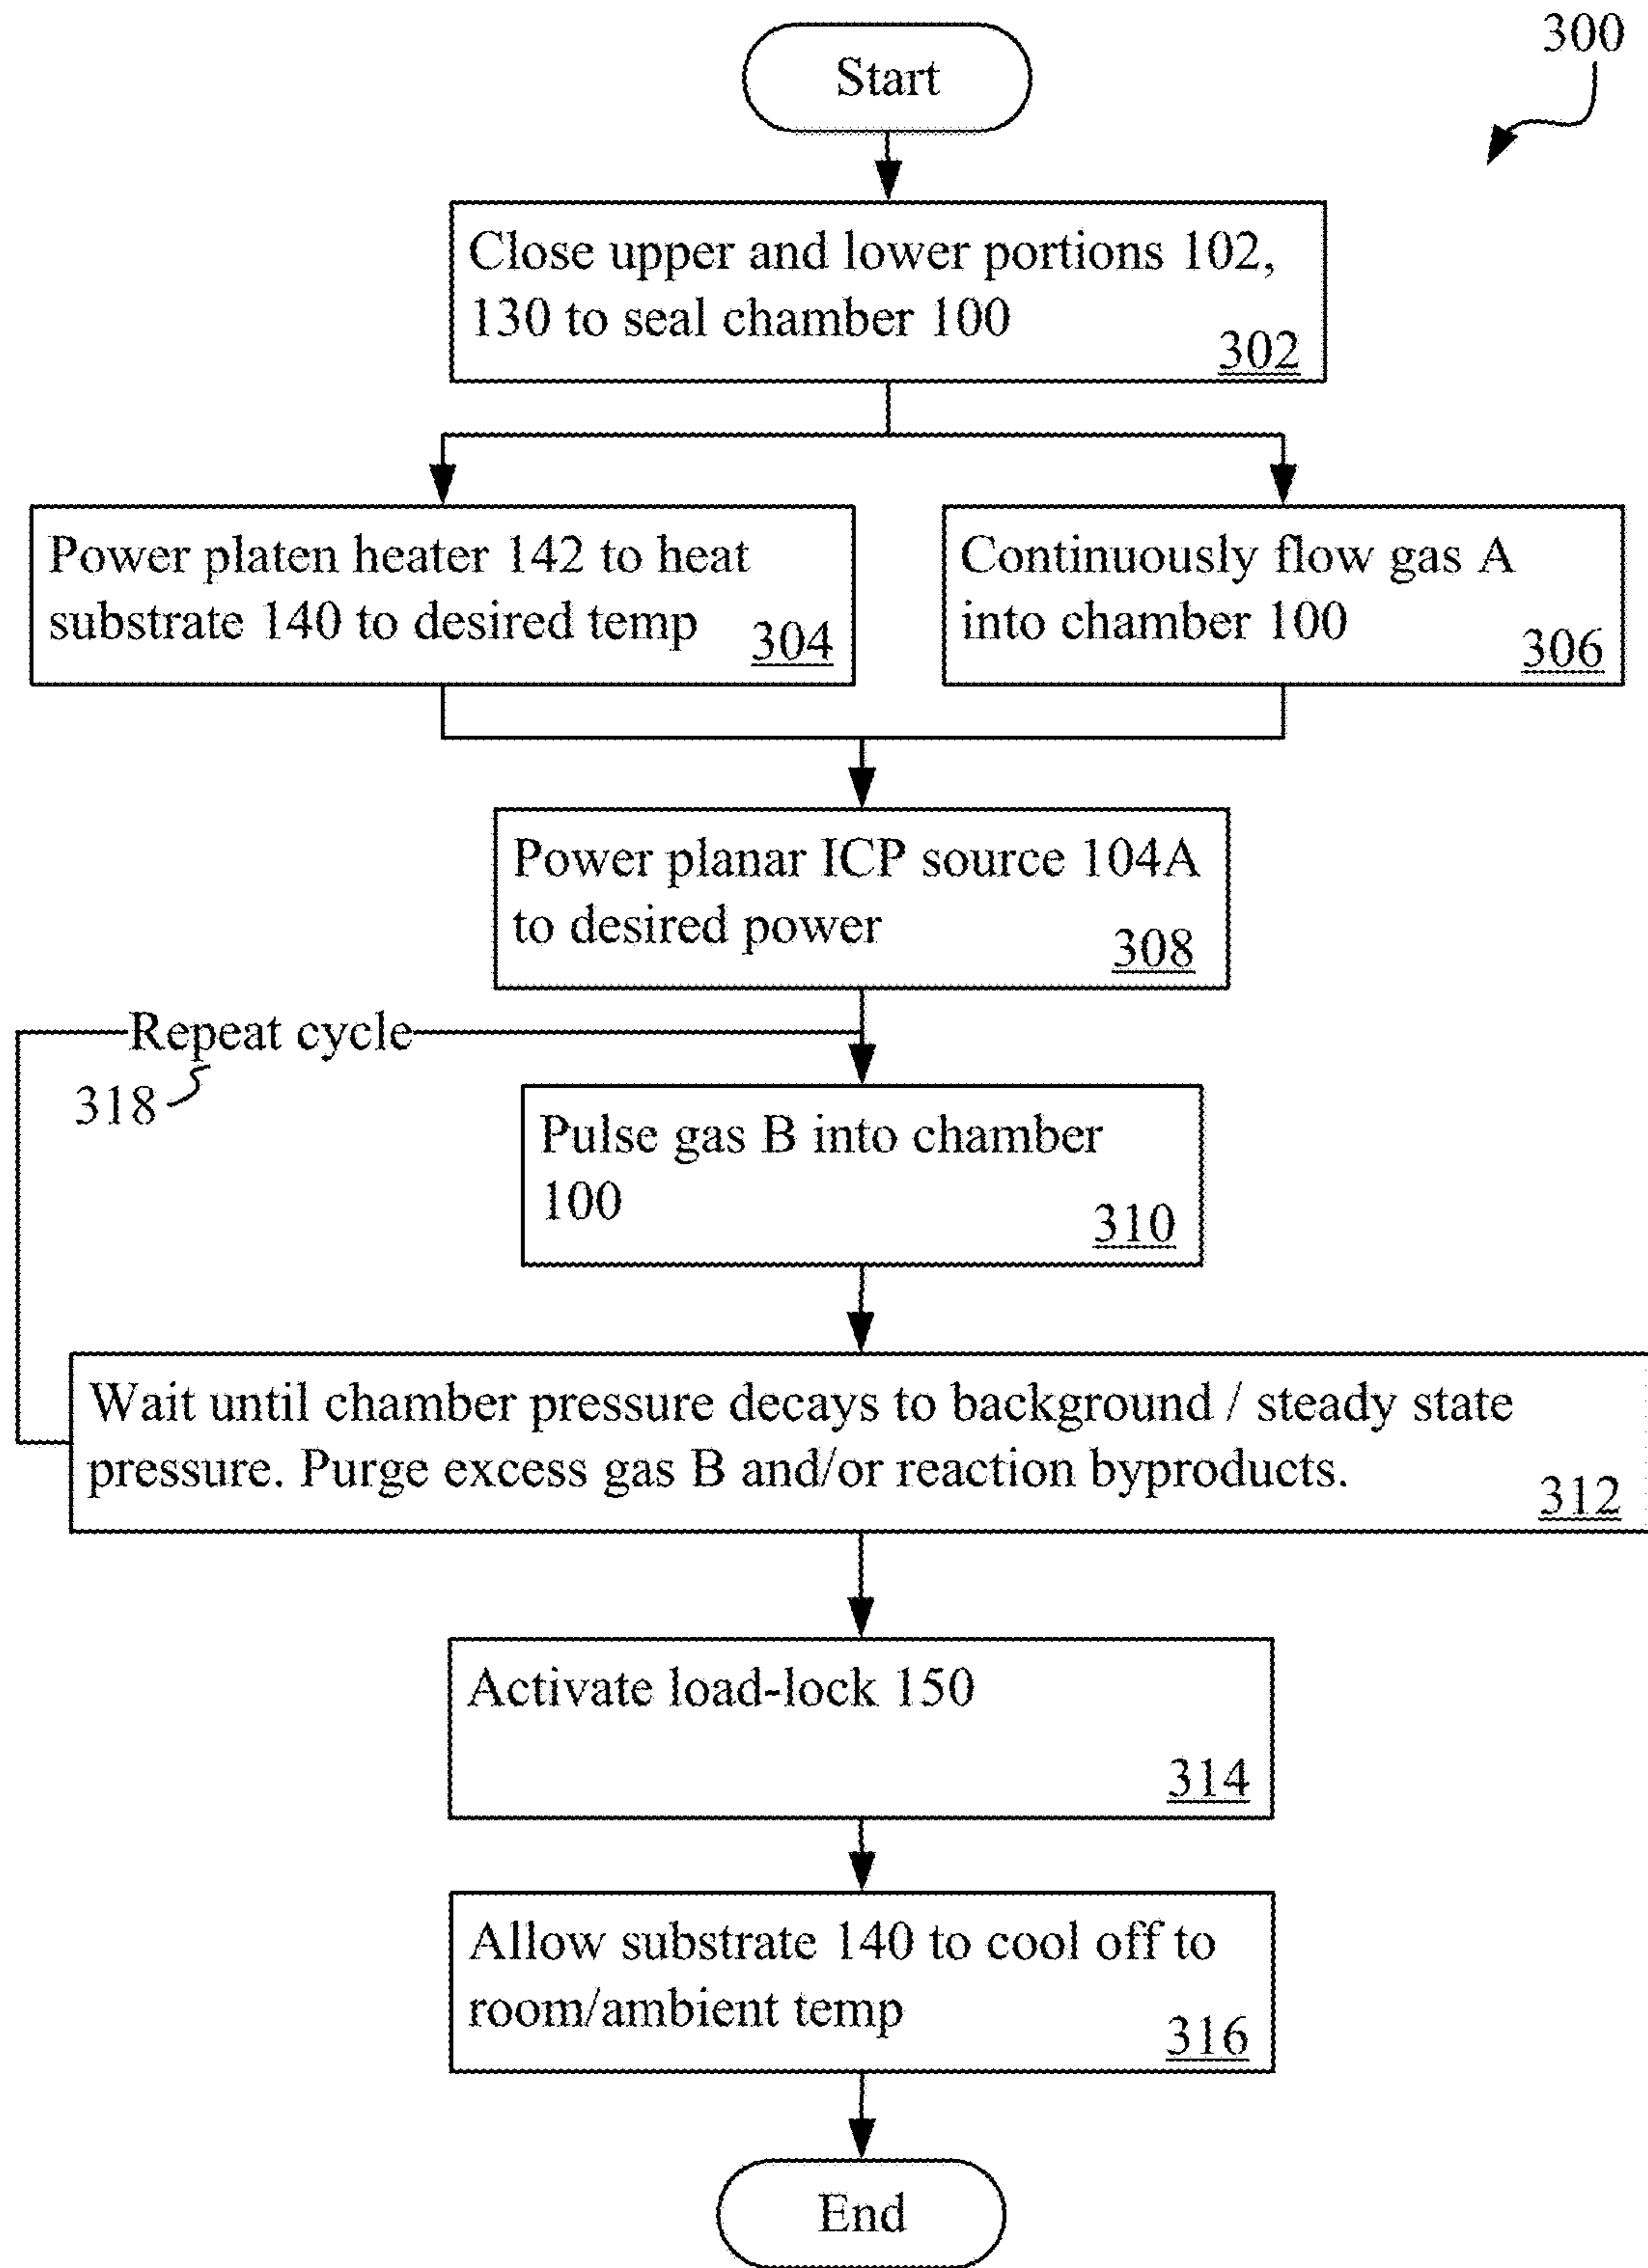 300
Start
Close upper and lower portions 102,
130 to seal chamber 100
302
Power platen heater 142 to heat
substrate 140 to desired temp
304
Continuously flow gas A
into chamber 100
306
Power planar ICP source 104A
to desired power
308
Repeat cycle
318
Pulse gas B into chamber
100
310
Wait until chamber pressure decays to background / steady state
pressure. Purge excess gas B and/or reaction byproducts.
312
Activate load-lock 150
314
Allow substrate 140 to cool off to
room/ambient temp
316
End